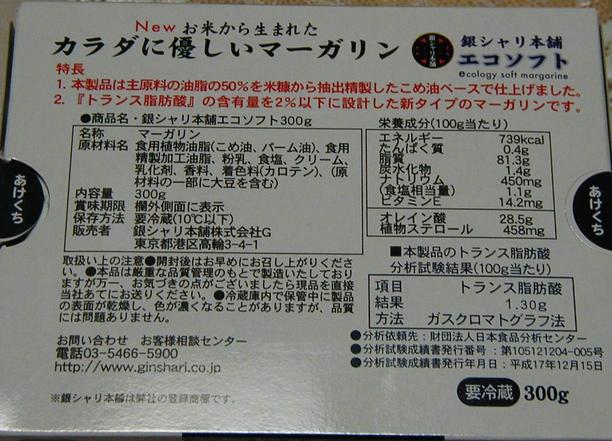 New お米から生まれた
カラダに優しいマーガリン
銀シャリ本舗
銀シャリ本舗
エコソフト
ecology soft margarine
特長
1. 本製品は主原料の油脂の50%を米糠から抽出精製したこめ油ベースで仕上げました。
2. 『トランス脂肪酸』の含有量を2%以下に設計した新タイプのマーガリンです。
●商品名・銀シャリ本舗エコソフト300g
名称 マーガリン
原材料名 食用植物油脂(こめ油、パーム油)、食用
精製加工油脂、粉乳、食塩、クリーム、
乳化剤、香料、着色料(カロテン)、(原
材料の一部に大豆を含む)
内容量 300g
賞味期限 欄外側面に表示
保存方法 要冷蔵(10℃以下)
販売者 銀シャリ本舗株式会社G
東京都港区高輪3-4-1
取扱い上の注意●開封後はお早めにお召し上がりくださ
い。●本品は厳重な品質管理のもとで製造いたしており
ますが万一、お気づきの点がございましたら現品を直接
当社あてにお送りください。●冷蔵庫内で保管中に製品
の表面が乾燥し、色が濃くなることがありますが、品質
には問題ありません。
お問い合わせ お客様相談センター
電話03-5466-5900
http://www.ginshari.co.jp
※銀シャリ本舗は弊社の登録商標です。
栄養成分(100g当たり)
エネルギー 739kcal
たんぱく質 0.4g
脂質 81.3g
炭水化物 1.4g
ナトリウム 450mg
(食塩相当量) 1.1g
ビタミンE 14.2mg
オレイン酸 28.5g
植物ステロール 458mg
■本製品のトランス脂肪酸
分析試験結果(100g当たり)
項目 トランス脂肪酸
結果 1.30g
方法 ガスクロマトグラフ法
●分析依頼先:財団法人日本食品分析センター
●分析試験成績書発行番号:第105121204-005号
●分析試験成績書発行年月日:平成17年12月15日
要冷蔵 300g
あけくち
あけくち